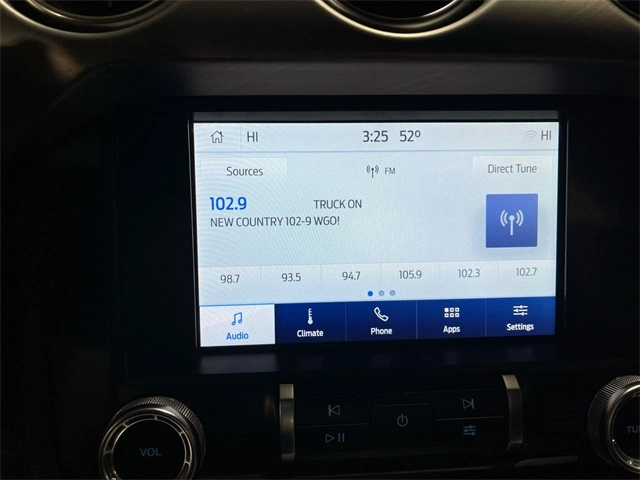 HI 3:25 52° HI
Sources FM Direct Tune
102.9 TRUCK ON
NEW COUNTRY 102-9 WGO!
98.7 93.5 94.7 105.9 102.3 102.7
Audio Climate Phone Apps Settings
VOL